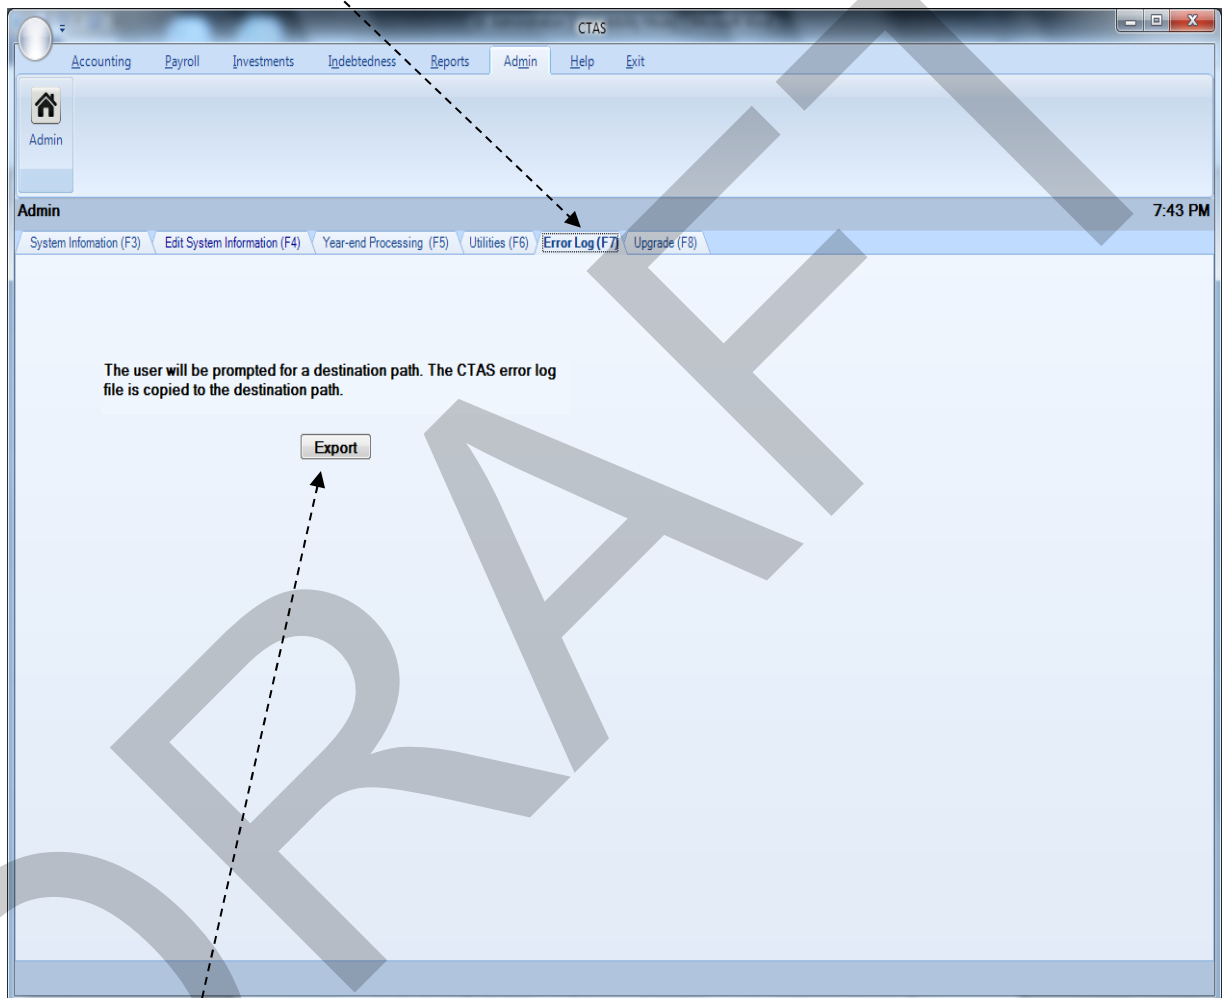 CTAS
Accounting Payroll Investments Indebtedness Reports Admin Help Exit
Admin
Admin 7:43 PM
System Infomation (F3) Edit System Information (F4) Year-end Processing (F5) Utilities (F6) Error Log (F7) Upgrade (F8)
The user will be prompted for a destination path. The CTAS error log
file is copied to the destination path.
Export
DRAFT